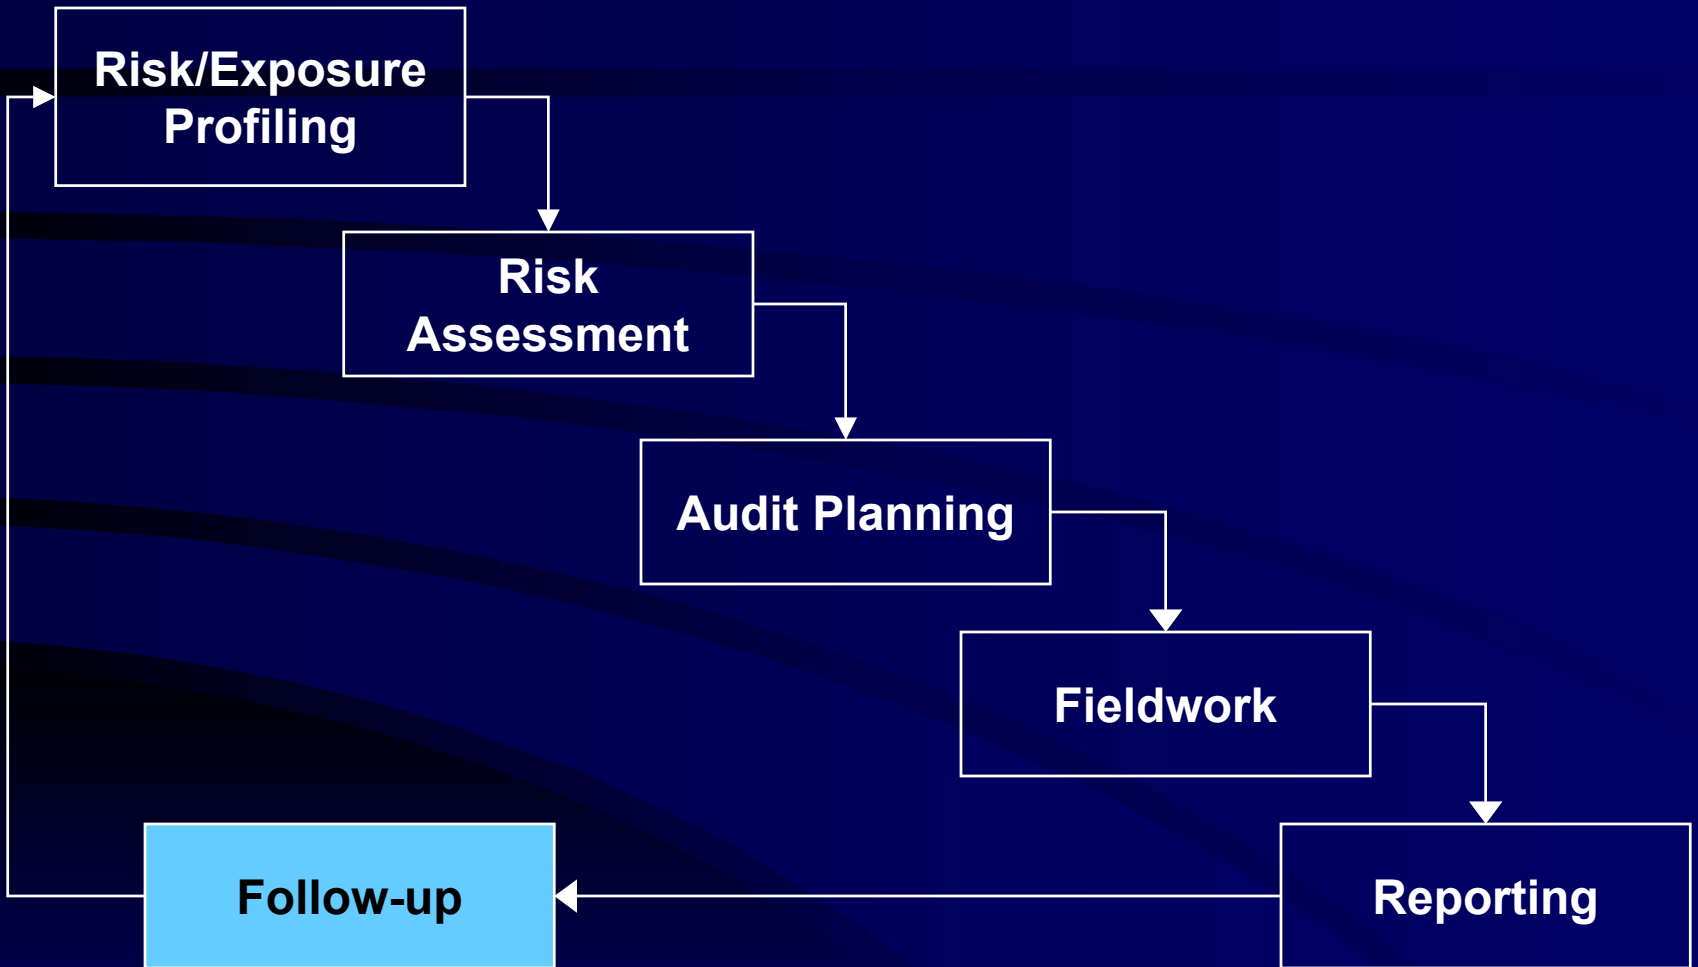 Risk/Exposure
Profiling
Risk
Assessment
Audit Planning
Fieldwork
Follow-up
Reporting